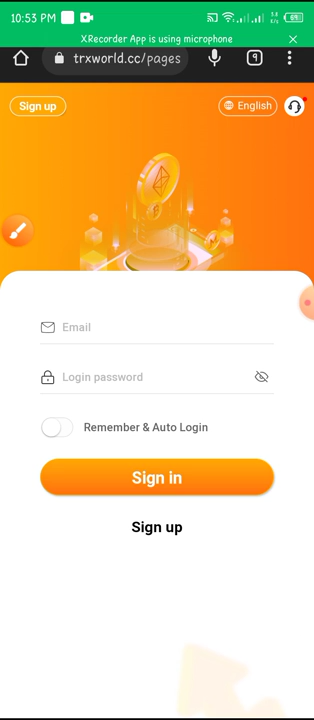 10:53 PM
XRecorder App is using microphone
trxworld.cc/pages
Sign up
English
Email
Login password
Remember & Auto Login
Sign in
Sign up